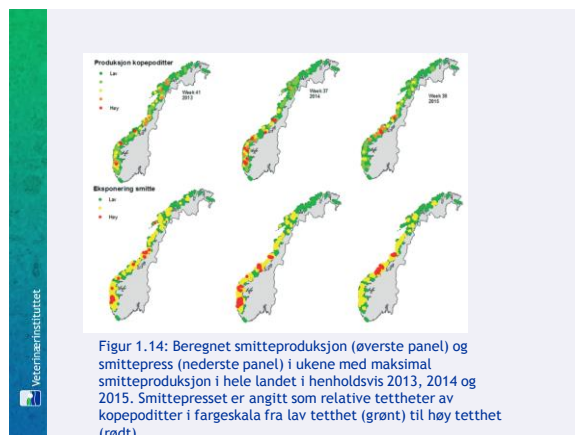 Produksjon kopepoditter
Lav
Høy
Week 41
2013
Week 37
2014
Week 36
2015
Eksponering smitte
Lav
Høy
Veterinærinstituttet
Figur 1.14: Beregnet smitteproduksjon (øverste panel) og
smittepress (nederste panel) i ukene med maksimal
smitteproduksjon i hele landet i henholdsvis 2013, 2014 og
2015. Smittepresset er angitt som relative tettheter av
kopepoditter i fargeskala fra lav tetthet (grønt) til høy tetthet
(rødt)